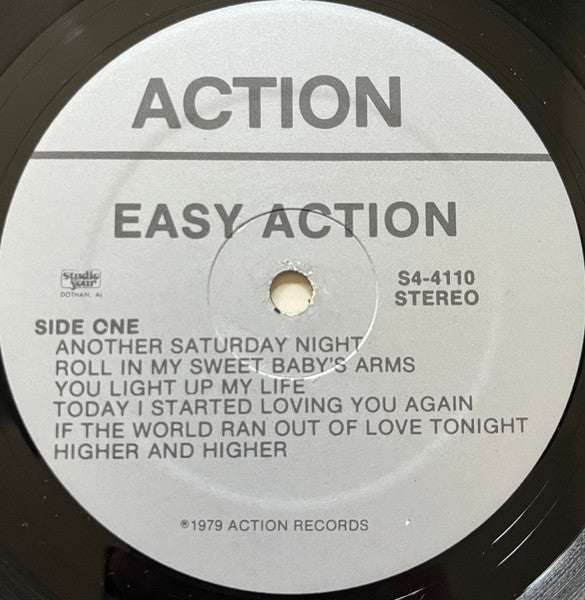 ACTION
EASY ACTION
Studio
Four
DOTHAN, AL
S4-4110
STEREO
SIDE ONE
ANOTHER SATURDAY NIGHT
ROLL IN MY SWEET BABY'S ARMS
YOU LIGHT UP MY LIFE
TODAY I STARTED LOVING YOU AGAIN
IF THE WORLD RAN OUT OF LOVE TONIGHT
HIGHER AND HIGHER
℗1979 ACTION RECORDS